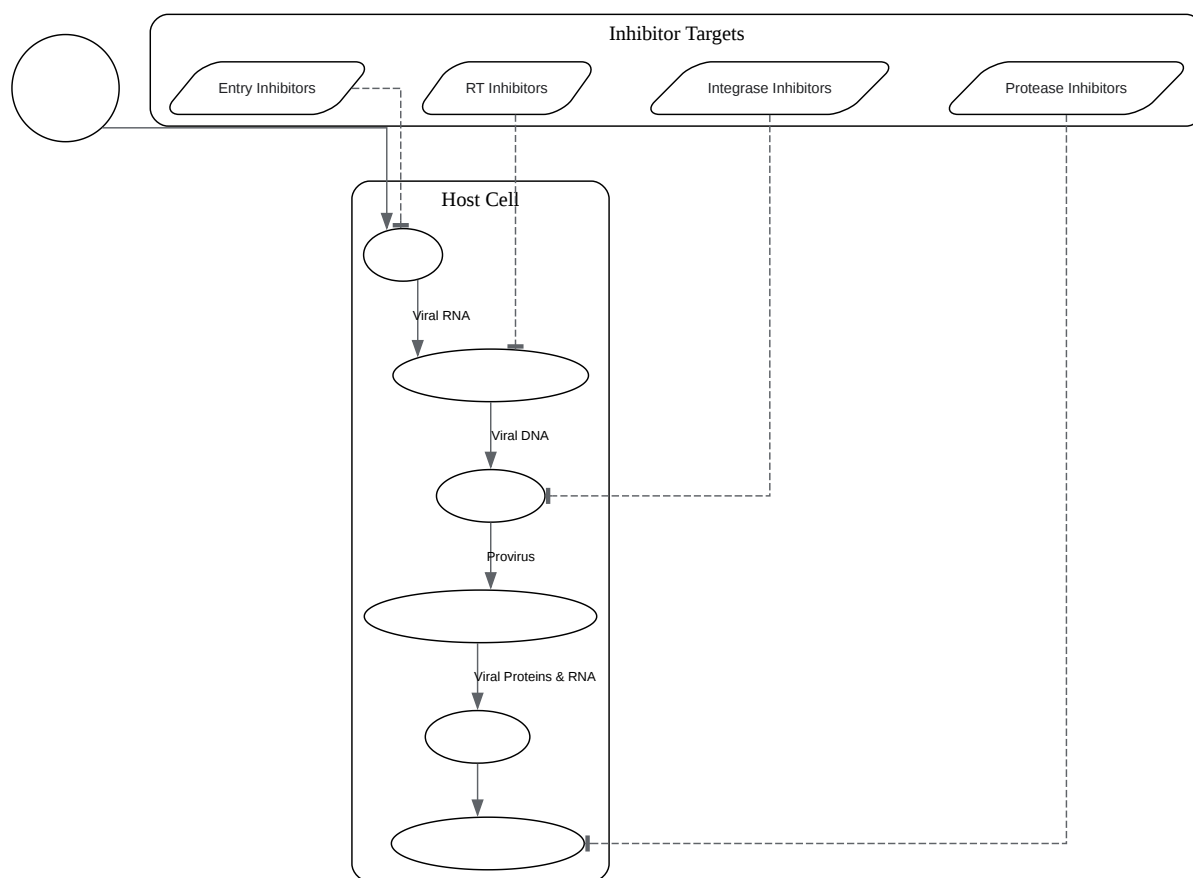 Inhibitor Targets
Entry Inhibitors
RT Inhibitors
Integrase Inhibitors
Protease Inhibitors
Host Cell
Viral RNA
Viral DNA
Provirus
Viral Proteins & RNA